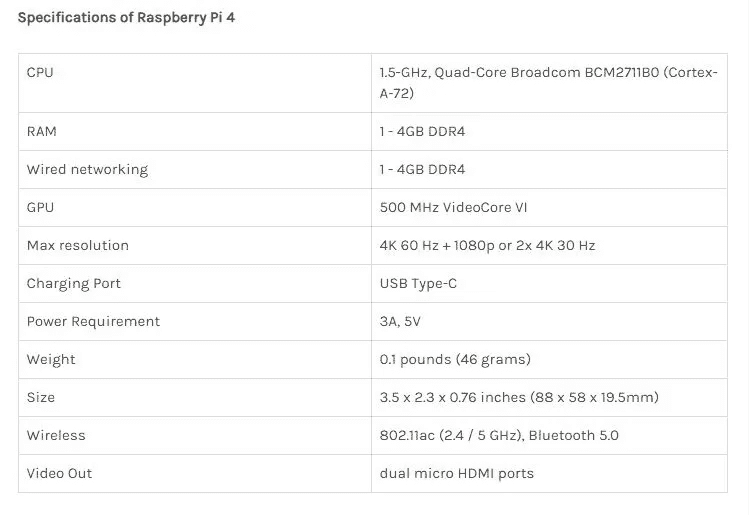 Specifications of Raspberry Pi 4
CPU
1.5-GHz, Quad-Core Broadcom BCM2711B0 (Cortex-
A-72)
RAM
1 - 4GB DDR4
Wired networking
1 - 4GB DDR4
GPU
500 MHz VideoCore VI
Max resolution
4K 60 Hz + 1080p or 2x 4K 30 Hz
Charging Port
USB Type-C
Power Requirement
3A, 5V
Weight
0.1 pounds (46 grams)
Size
3.5 x 2.3 x 0.76 inches (88 x 58 x 19.5mm)
Wireless
802.11ac (2.4 / 5 GHz), Bluetooth 5.0
Video Out
dual micro HDMI ports